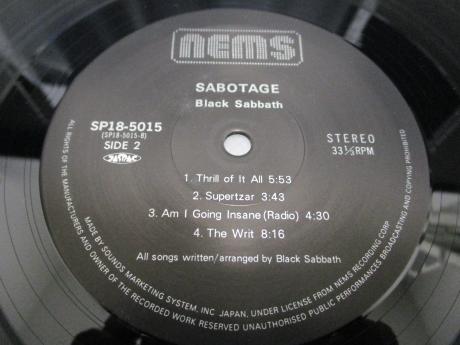 nems
SABOTAGE
Black Sabbath
SP18-5015
(SP-18-5015-B)
SIDE 2
JASRAC
STEREO
33⅓RPM
1. Thrill of It All 5:53
2. Supertzar 3:43
3. Am I Going Insane (Radio) 4:30
4. The Writ 8:16
All songs written/arranged by Black Sabbath
MADE BY SOUNDS MARKETING SYSTEM, INC JAPAN, UNDER LICENSE FROM NEMS RECORDING CORP.
ALL RIGHTS OF THE MANUFACTURERS AND OWNER OF THE RECORDED WORK RESERVED UNAUTHORISED PUBLIC PERFORMANCES BROADCASTING AND COPYING PROHIBITED